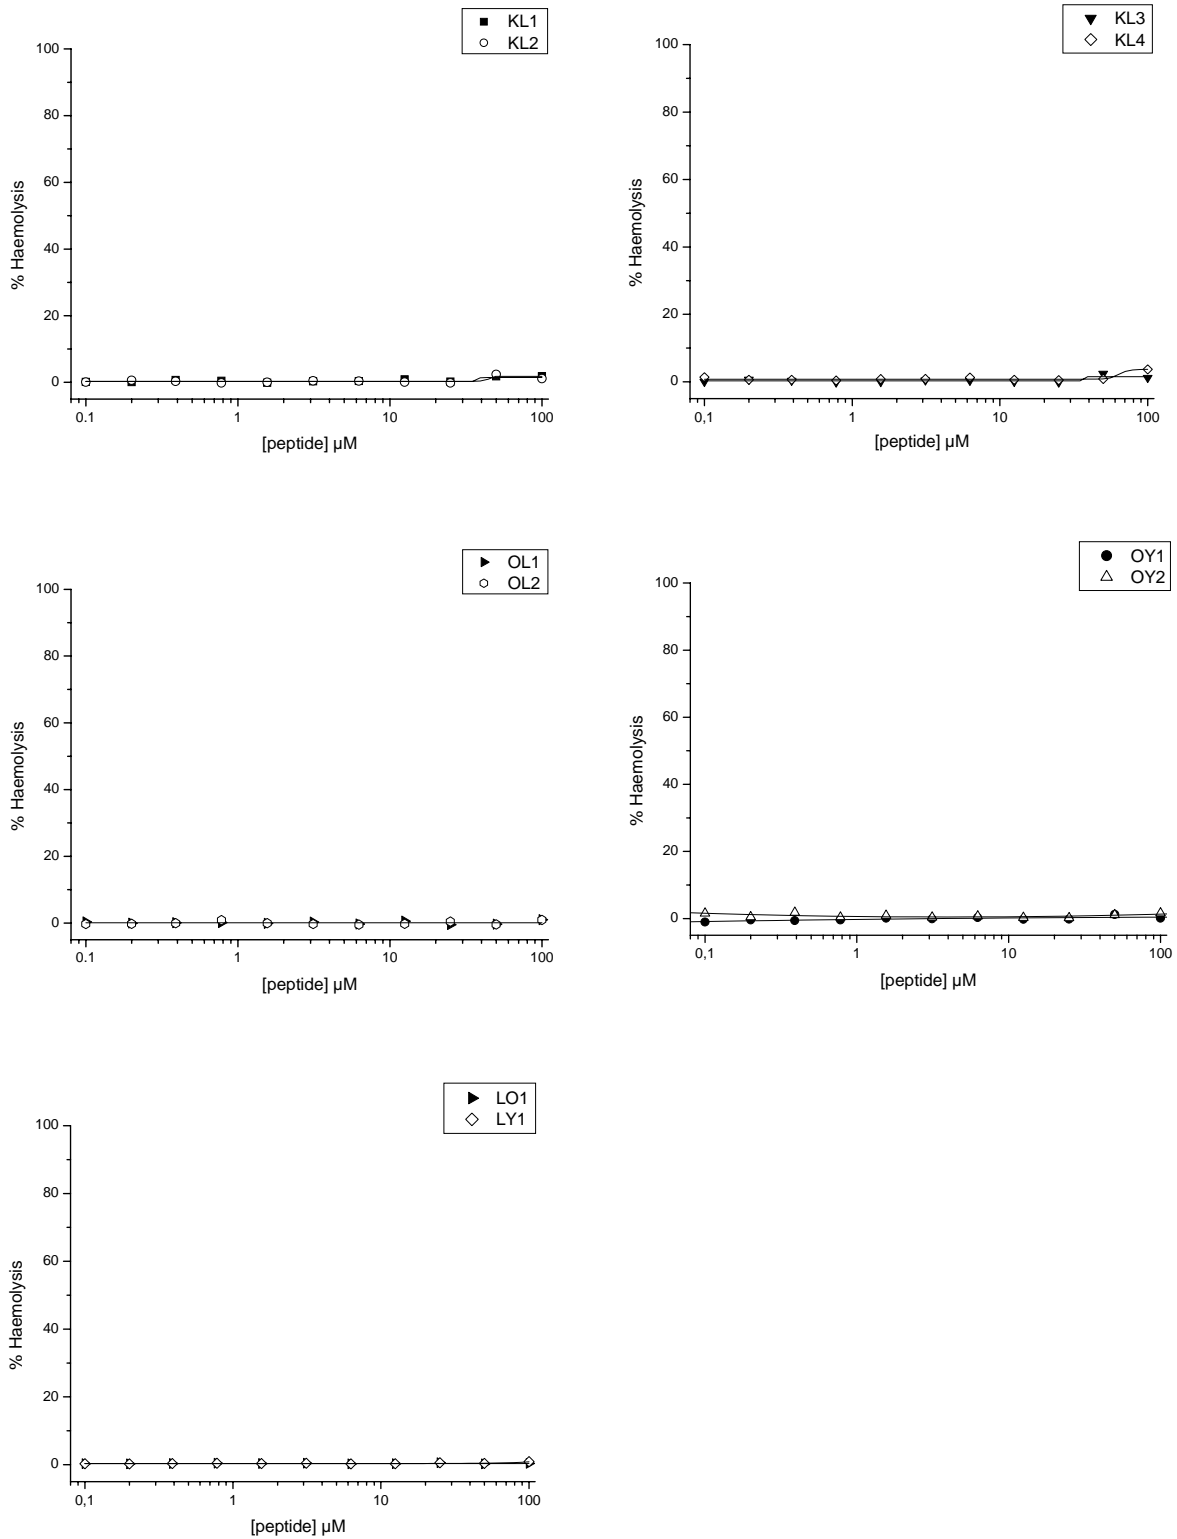 KL1
KL2
100
80
60
40
20
0
% Haemolysis
0.1 1 10 100
[peptide] µM
KL3
KL4
100
80
60
40
20
0
% Haemolysis
0,1 1 10 100
[peptide] µM
OL1
OL2
100
80
60
40
20
0
% Haemolysis
0.1 1 10 100
[peptide] µM
OY1
OY2
100
80
60
40
20
0
% Haemolysis
0,1 1 10 100
[peptide] µM
LO1
LY1
100
80
60
40
20
0
% Haemolysis
0,1 1 10 100
[peptide] µM